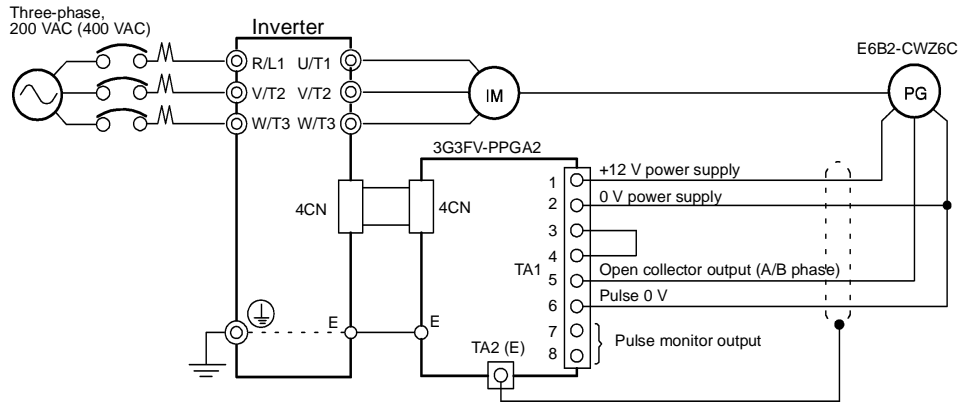 Three-phase,
200 VAC (400 VAC)
Inverter
E6B2-CWZ6C
R/L1 U/T1
V/T2 V/T2
W/T3 W/T3
IM
PG
3G3FV-PPGA2
4CN
4CN
TA1
1 +12 V power supply
2 0 V power supply
3
4
5 Open collector output (A/B phase)
6 Pulse 0 V
7
8
Pulse monitor output
E
E
TA2 (E)